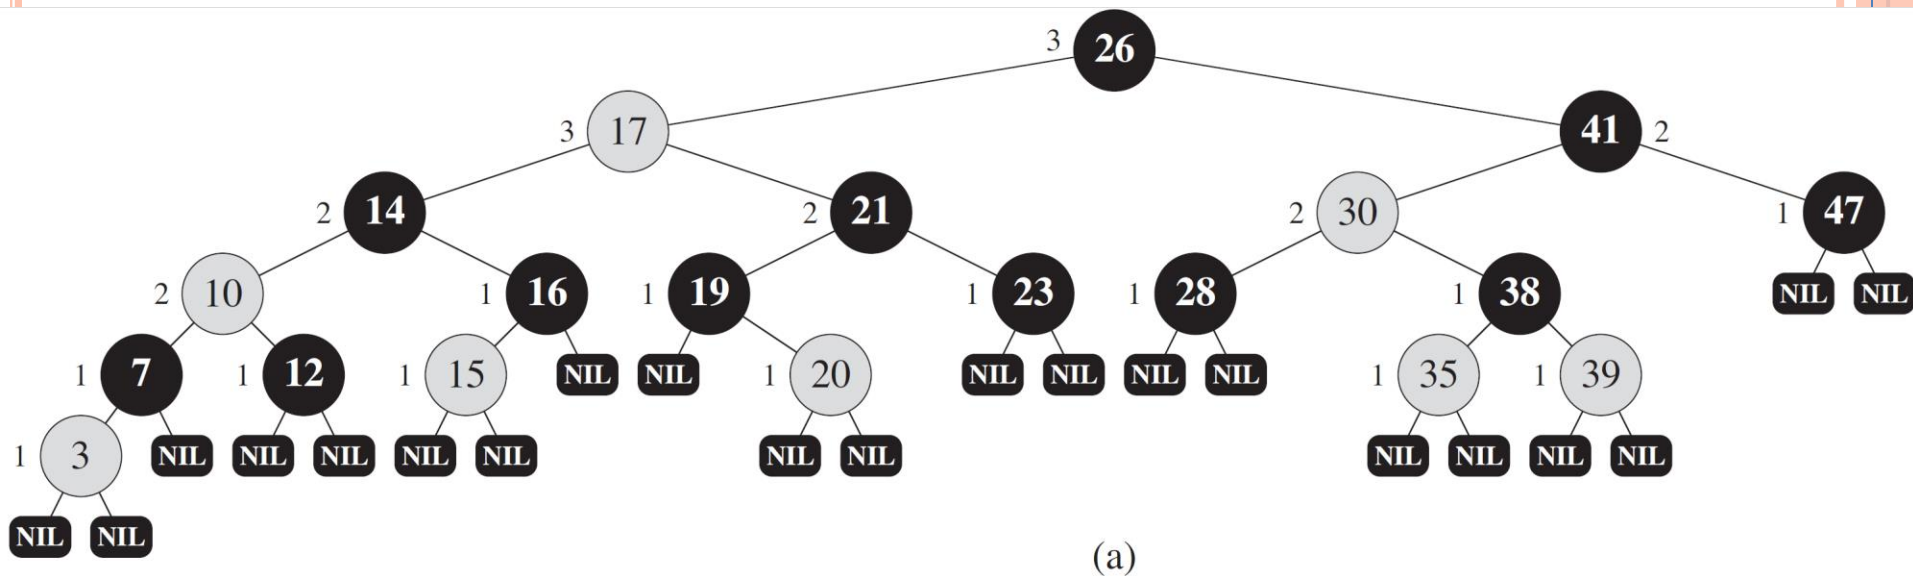 3 26
3 17 41 2
2 14 2 21 2 30 1 47
2 10 1 16 1 19 1 23 1 28 1 38 NIL NIL
1 7 1 12 1 15 NIL NIL 1 20 NIL NIL NIL NIL 1 35 1 39
1 3 NIL NIL NIL NIL NIL NIL NIL NIL NIL NIL NIL
NIL NIL
(a)